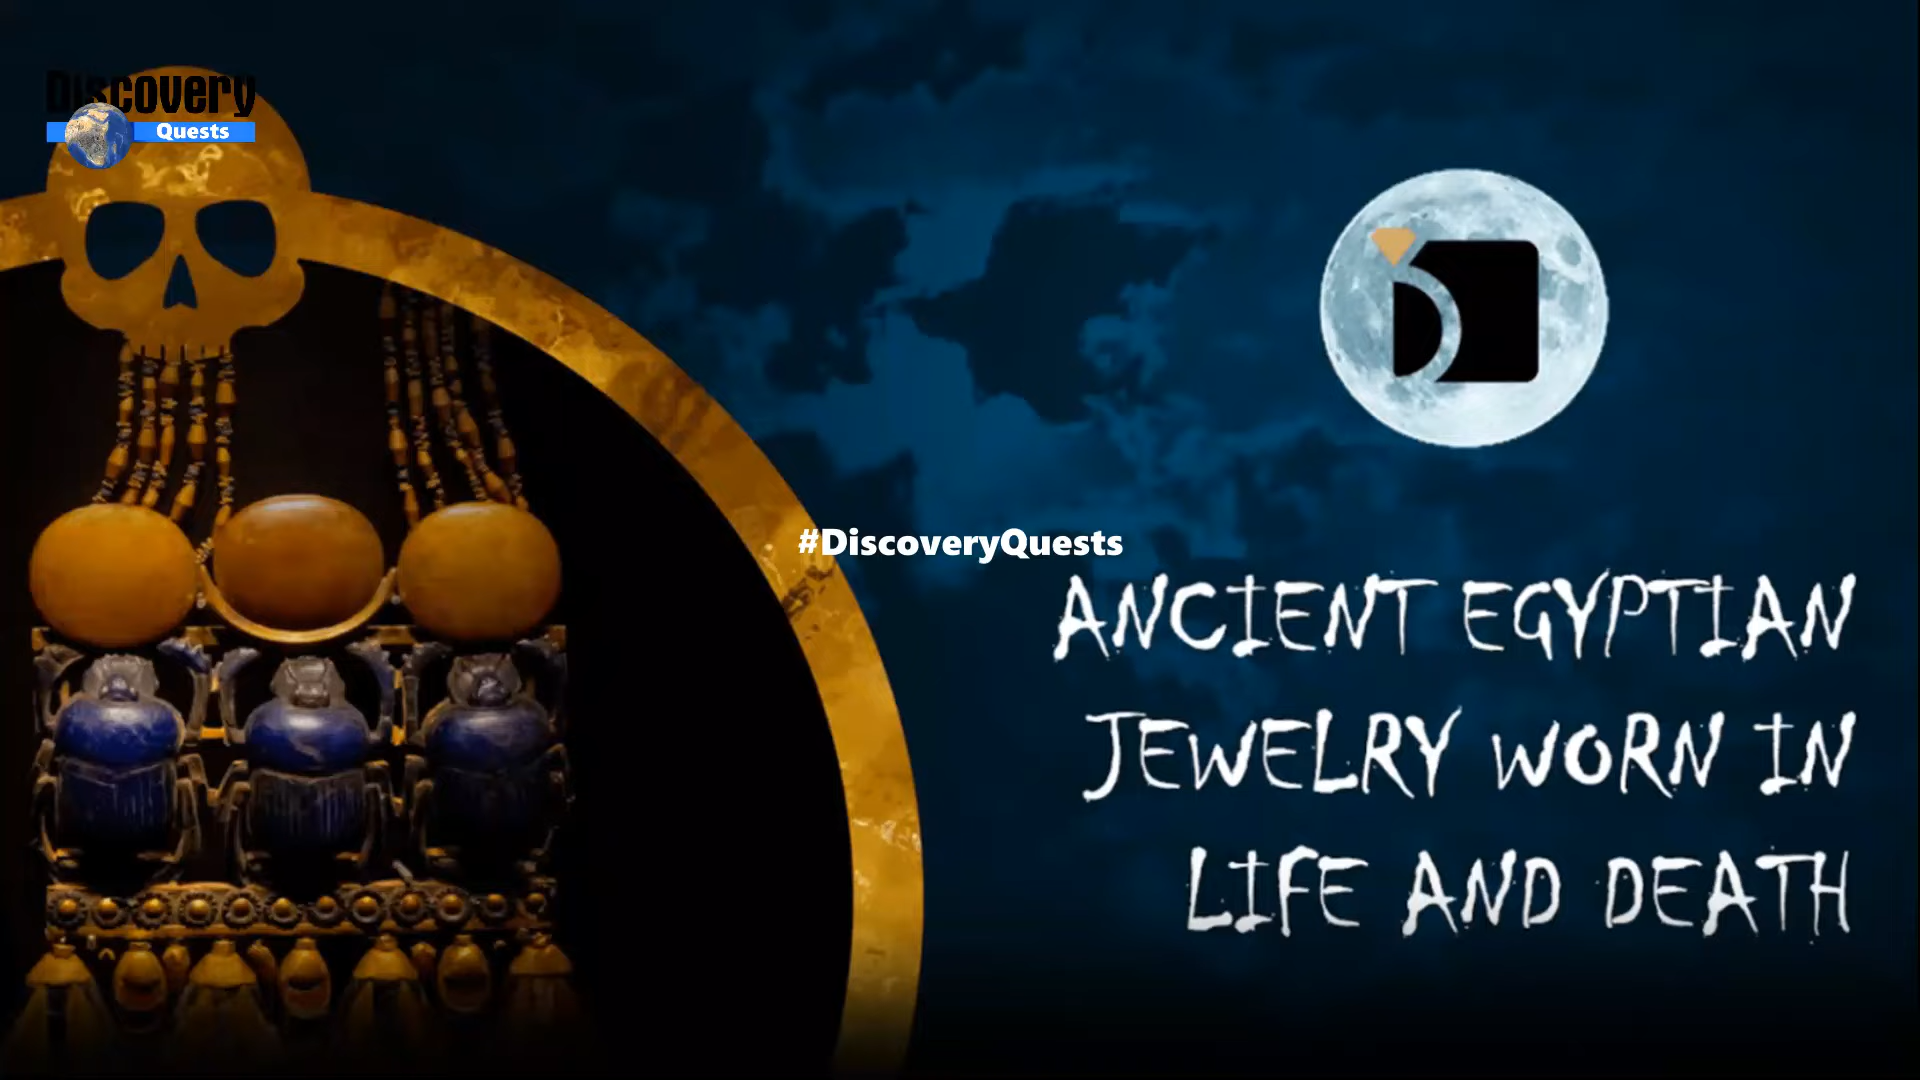 Discovery
Quests
#DiscoveryQuests
ANCIENT EGYPTIAN
JEWELRY WORN IN
LIFE AND DEATH